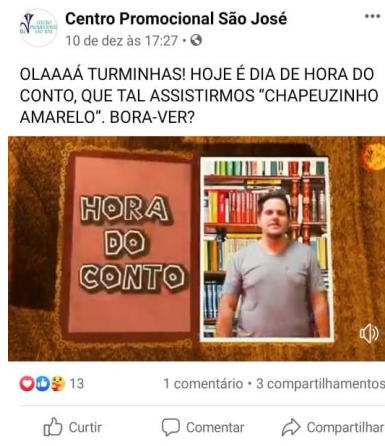 Centro Promocional São José
10 de dez às 17:27 •
OLAAAÁ TURMINHAS! HOJE É DIA DE HORA DO
CONTO, QUE TAL ASSISTIRMOS “CHAPEUZINHO
AMARELO”. BORA-VER?
HORA
DO
CONTO
13
1 comentário • 3 compartilhamentos
Curtir
Comentar
Compartilhar